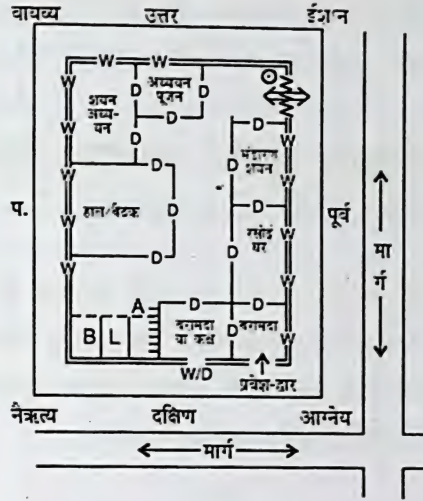 वायव्य उत्तर ईशान
W W
शयन
अध्य-
यन
D
अध्ययन
पूजन
D
W
W
D
D
D
W
भंडारगृह
शयन
W
D
D
W
प.
हाल/बैठक
D
D
W
पूर्व
मार्ग
D
रसोई
घर
W
W
D
D
W
A
D
D
B L
बरामदा
या कक्ष
D
बरामदा
W
W/D
प्रवेश-द्वार
नैऋत्य दक्षिण आग्नेय
मार्ग